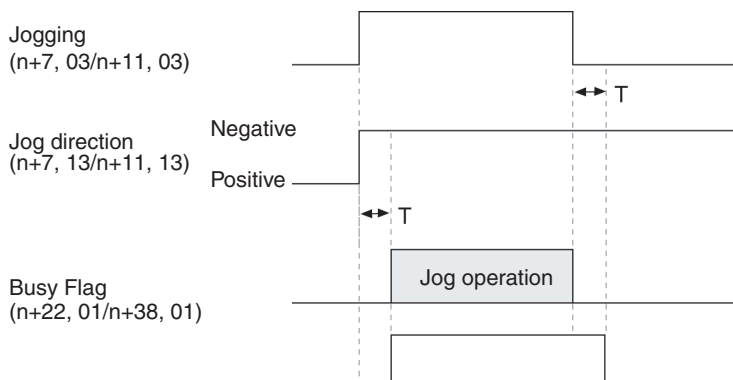 Jogging
(n+7, 03/n+11, 03)
T
Negative
Jog direction
(n+7, 13/n+11, 13)
Positive
T
Jog operation
Busy Flag
(n+22, 01/n+38, 01)